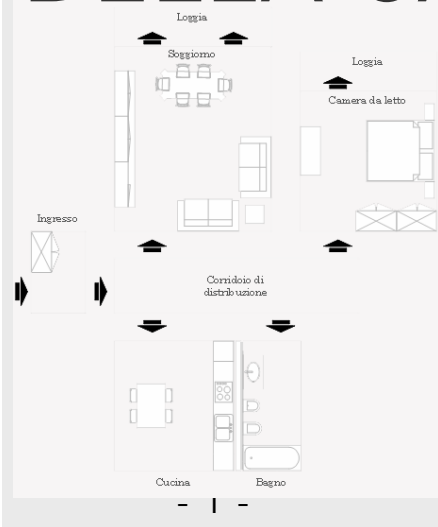 Loggia
Soggiorno
Loggia
Camera da letto
Ingresso
Corridoio di
distribuzione
Cucina
Bagno